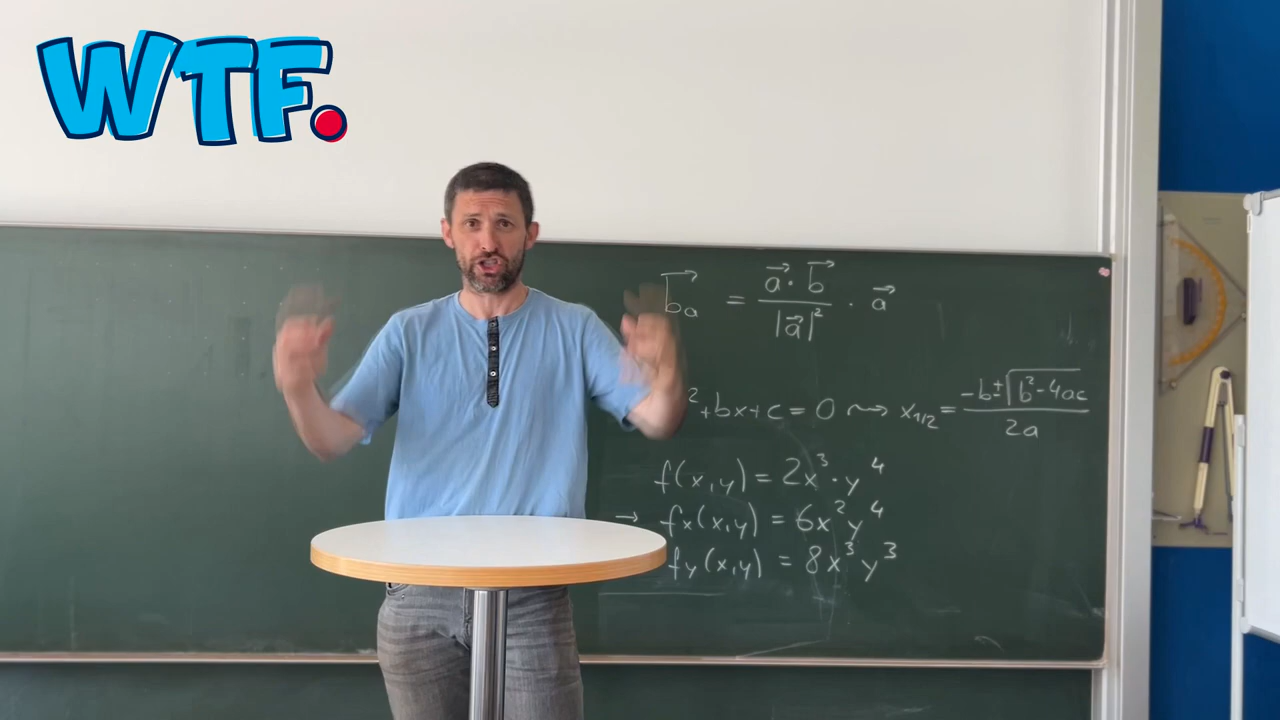 WTF.
b⃗ₐ = (a⃗ · b⃗) / |a⃗|² · a⃗
² + bx + c = 0 ⇝ x₁/₂ = (-b ± √(b² - 4ac)) / 2a
f(x,y) = 2x³ · y⁴
→ fx(x,y) = 6x²y⁴
fy(x,y) = 8x³y³